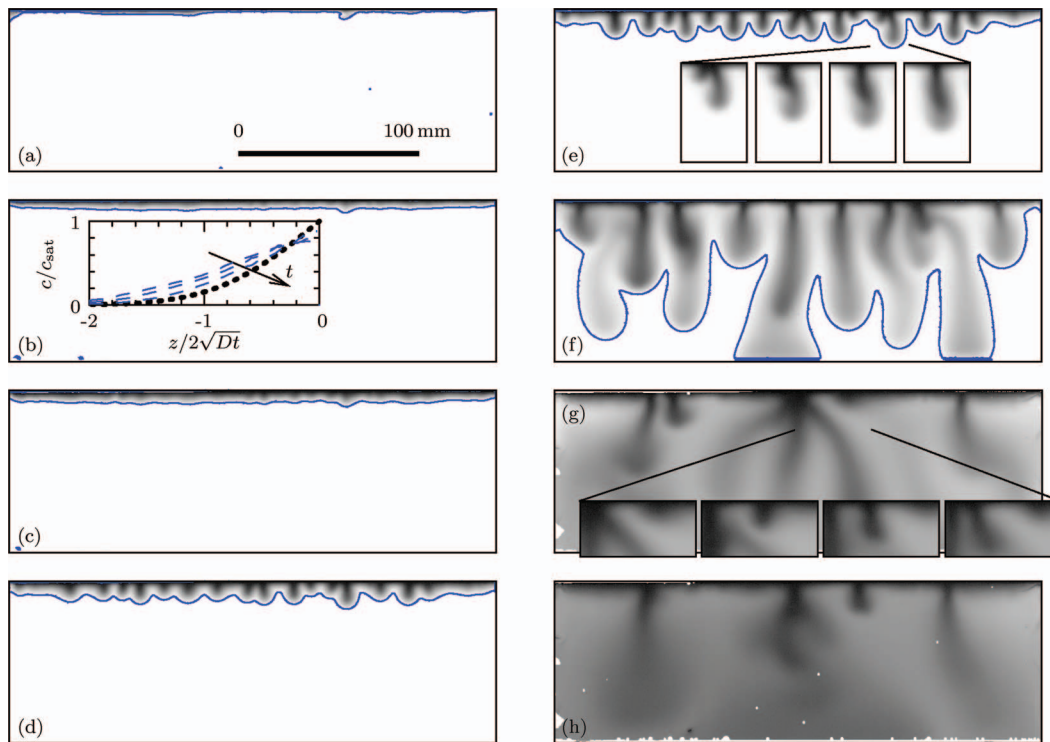 0 100 mm
(a)
1
c/c_sat
t
0
-2 -1 0
z/2√Dt
(b)
(c)
(d)
(e)
(f)
(g)
(h)